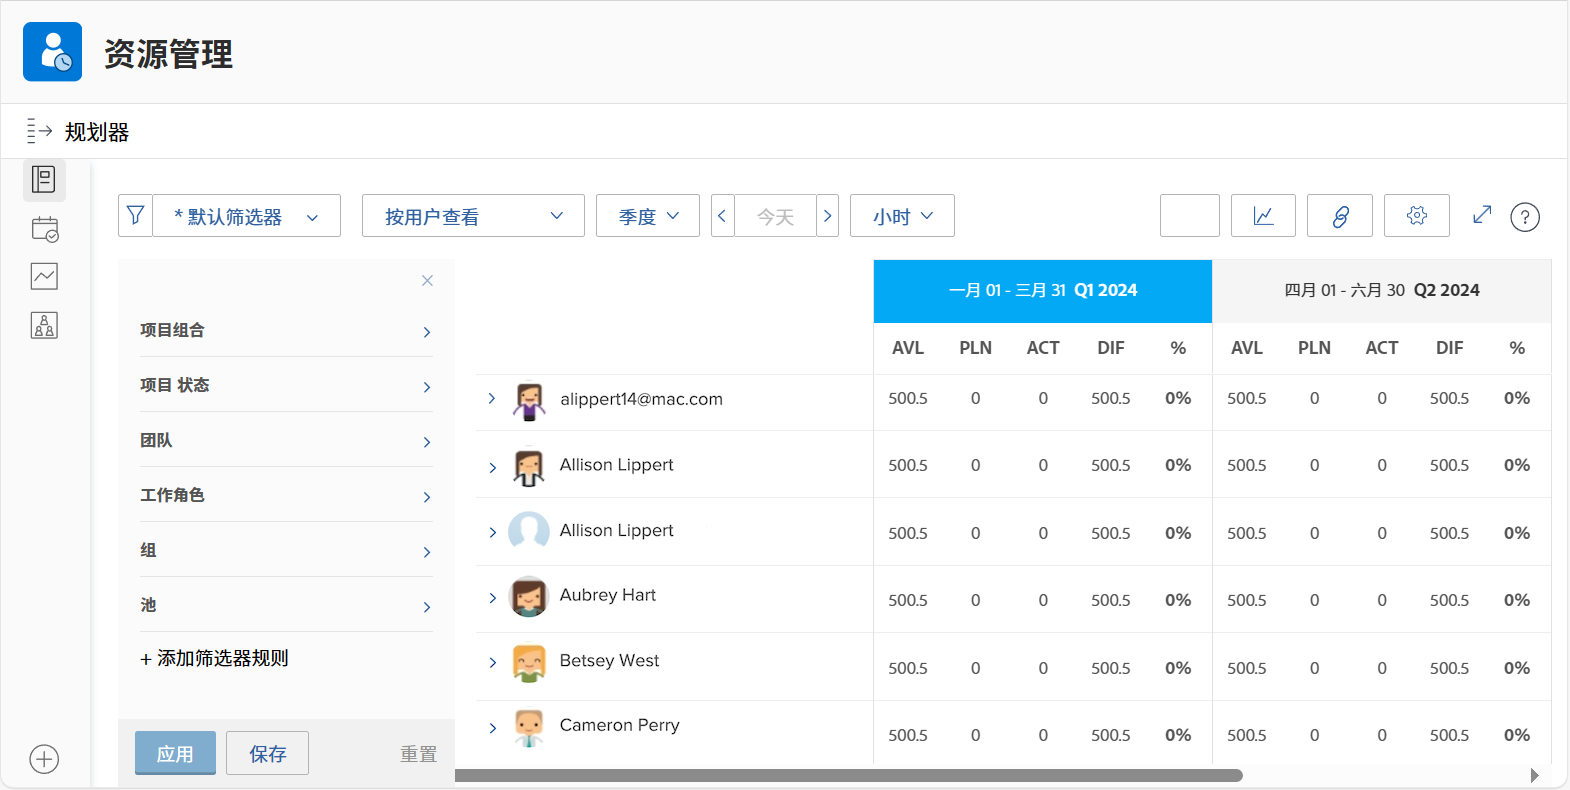 资源管理
规划器
* 默认筛选器 按用户查看 季度 今天 小时 ?
一月 01 - 三月 31 Q1 2024 四月 01 - 六月 30 Q2 2024
AVL PLN ACT DIF % AVL PLN ACT DIF %
项目组合
项目 状态
团队
工作角色
组
池
+ 添加筛选器规则
应用 保存 重置
alippert14@mac.com 500.5 0 0 500.5 0% 500.5 0 0 500.5 0%
Allison Lippert 500.5 0 0 500.5 0% 500.5 0 0 500.5 0%
Allison Lippert 500.5 0 0 500.5 0% 500.5 0 0 500.5 0%
Aubrey Hart 500.5 0 0 500.5 0% 500.5 0 0 500.5 0%
Betsey West 500.5 0 0 500.5 0% 500.5 0 0 500.5 0%
Cameron Perry 500.5 0 0 500.5 0% 500.5 0 0 500.5 0%